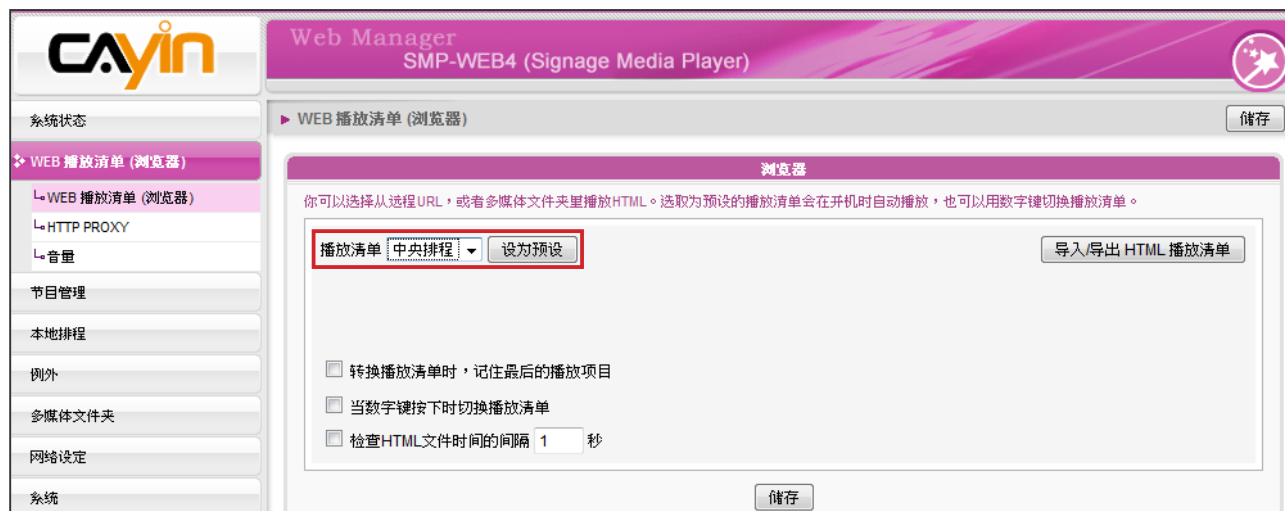 CAYIN
Web Manager
SMP-WEB4 (Signage Media Player)
系统状态
WEB 播放清单 (浏览器)
WEB 播放清单 (浏览器)
HTTP PROXY
音量
节目管理
本地排程
例外
多媒体文件夹
网络设定
系统
WEB 播放清单 (浏览器)
储存
浏览器
你可以选择从远程URL，或者多媒体文件夹里播放HTML。选取为预设的播放清单会在开机时自动播放，也可以用数字键切换播放清单。
播放清单 中央排程 设为预设
导入/导出 HTML 播放清单
转换播放清单时，记住最后的播放项目
当数字键按下时切换播放清单
检查HTML文件时间的间隔 1 秒
储存